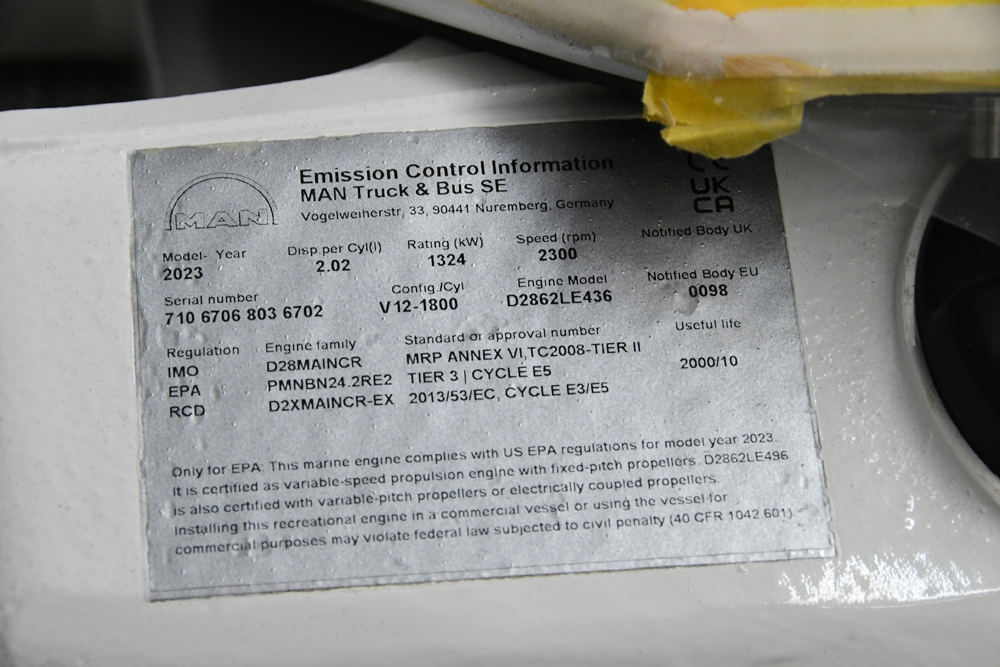 MAN
Emission Control Information
MAN Truck & Bus SE
Vogelweiherstr, 33, 90441 Nuremberg, Germany
UK
CA
Model- Year Disp per Cyl(l) Rating (kW) Speed (rpm) Notified Body UK
2023 2.02 1324 2300
Serial number Config./Cyl Engine Model Notified Body EU
710 6706 803 6702 V12-1800 D2862LE436 0098
Regulation Engine family Standard or approval number Useful life
IMO D28MAINCR MRP ANNEX VI,TC2008-TIER II
EPA PMNBN24.2RE2 TIER 3 | CYCLE E5 2000/10
RCD D2XMAINCR-EX 2013/53/EC, CYCLE E3/E5
Only for EPA: This marine engine complies with US EPA regulations for model year 2023.
It is certified as variable-speed propulsion engine with fixed-pitch propellers. D2862LE496
is also certified with variable-pitch propellers or electrically coupled propellers.
Installing this recreational engine in a commercial vessel or using the vessel for
commercial purposes may violate federal law subjected to civil penalty (40 CFR 1042.601)